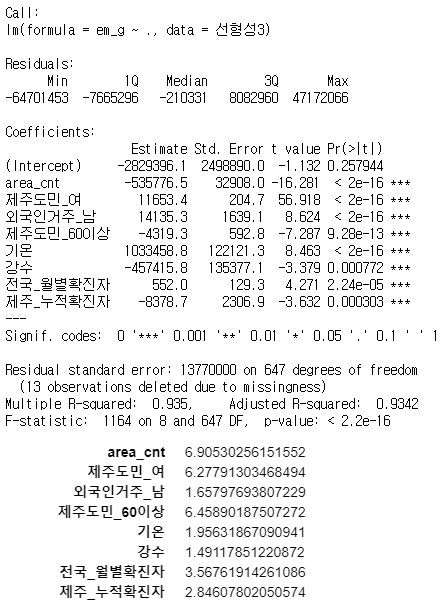 Call:
lm(formula = em_g ~ ., data = 선형성3)
Residuals:
Min 1Q Median 3Q Max
-64701453 -7665296 -210331 8082960 47172066
Coefficients:
Estimate Std. Error t value Pr(>|t|)
(Intercept) -2829396.1 2498890.0 -1.132 0.257944
area_cnt -535776.5 32908.0 -16.281 < 2e-16 ***
제주도민_여 11653.4 204.7 56.918 < 2e-16 ***
외국인거주_남 14135.3 1639.1 8.624 < 2e-16 ***
제주도민_60이상 -4319.3 592.8 -7.287 9.28e-13 ***
기온 1033458.8 122121.3 8.463 < 2e-16 ***
강수 -457415.8 135377.1 -3.379 0.000772 ***
전국_월별확진자 552.0 129.3 4.271 2.24e-05 ***
제주_누적확진자 -8378.7 2306.9 -3.632 0.000303 ***
---
Signif. codes: 0 '***' 0.001 '**' 0.01 '*' 0.05 '.' 0.1 ' ' 1
Residual standard error: 13770000 on 647 degrees of freedom
(13 observations deleted due to missingness)
Multiple R-squared: 0.935, Adjusted R-squared: 0.9342
F-statistic: 1164 on 8 and 647 DF, p-value: < 2.2e-16
area_cnt 6.90530256151552
제주도민_여 6.27791303468494
외국인거주_남 1.65797693807229
제주도민_60이상 6.45890187507272
기온 1.95631867090941
강수 1.49117851220872
전국_월별확진자 3.56761914261086
제주_누적확진자 2.84607802050574